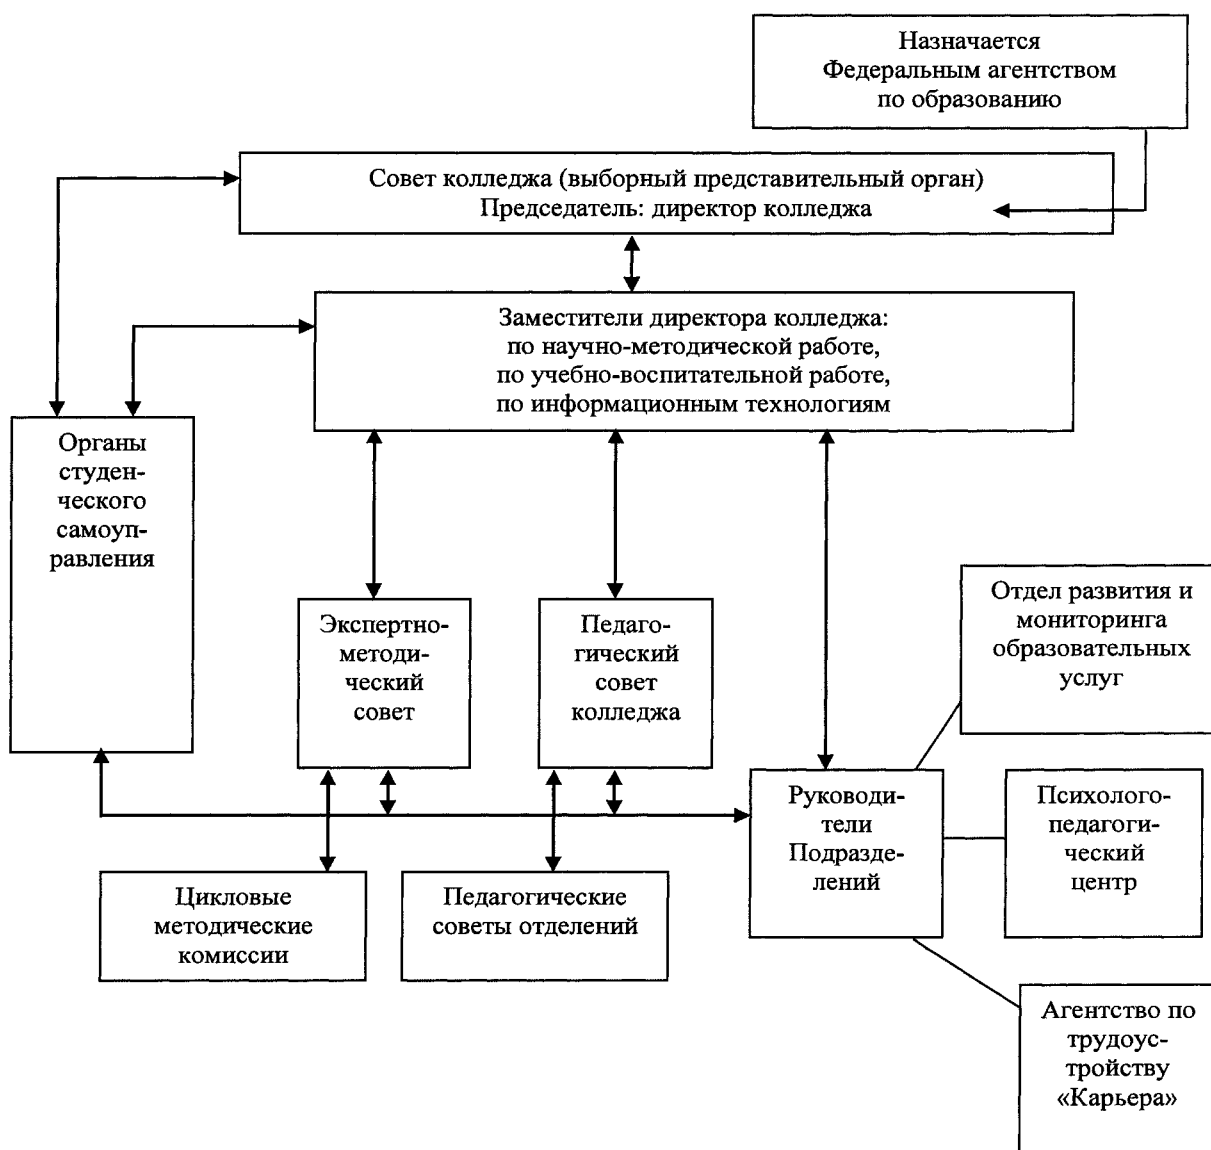 Назначается
Федеральным агентством
по образованию
Совет колледжа (выборный представительный орган)
Председатель: директор колледжа
Заместители директора колледжа:
по научно-методической работе,
по учебно-воспитательной работе,
по информационным технологиям
Органы
студен-
ческого
самоуп-
равления
Экспертно-
методи-
ческий
совет
Педаго-
гический
совет
колледжа
Отдел развития и
мониторинга
образовательных
услуг
Руководи-
тели
Подразде-
лений
Психолого-
педагоги-
ческий
центр
Цикловые
методические
комиссии
Педагогические
советы отделений
Агентство по
трудоус-
тройству
«Карьера»